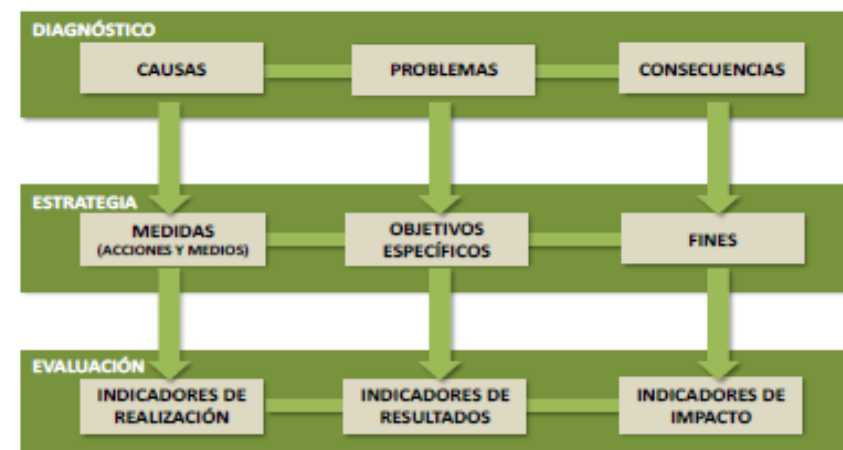 DIAGNÓSTICO
CAUSAS
PROBLEMAS
CONSECUENCIAS
ESTRATEGIA
MEDIDAS
(ACCIONES Y MEDIOS)
OBJETIVOS
ESPECÍFICOS
FINES
EVALUACIÓN
INDICADORES DE
REALIZACIÓN
INDICADORES DE
RESULTADOS
INDICADORES DE
IMPACTO